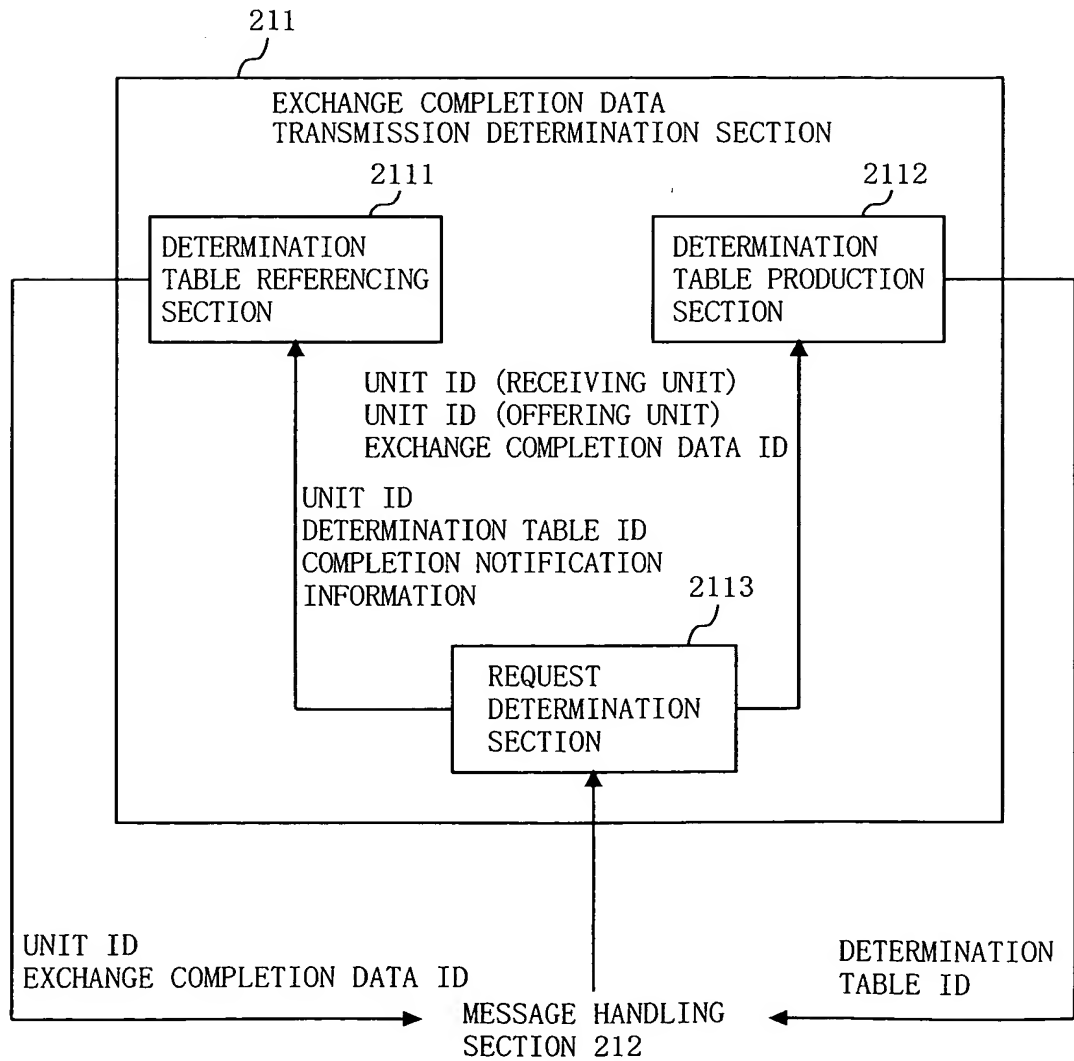 211
EXCHANGE COMPLETION DATA
TRANSMISSION DETERMINATION SECTION
2111
DETERMINATION
TABLE REFERENCING
SECTION
2112
DETERMINATION
TABLE PRODUCTION
SECTION
UNIT ID (RECEIVING UNIT)
UNIT ID (OFFERING UNIT)
EXCHANGE COMPLETION DATA ID
UNIT ID
DETERMINATION TABLE ID
COMPLETION NOTIFICATION
INFORMATION
2113
REQUEST
DETERMINATION
SECTION
UNIT ID
EXCHANGE COMPLETION DATA ID
DETERMINATION
TABLE ID
MESSAGE HANDLING
SECTION 212